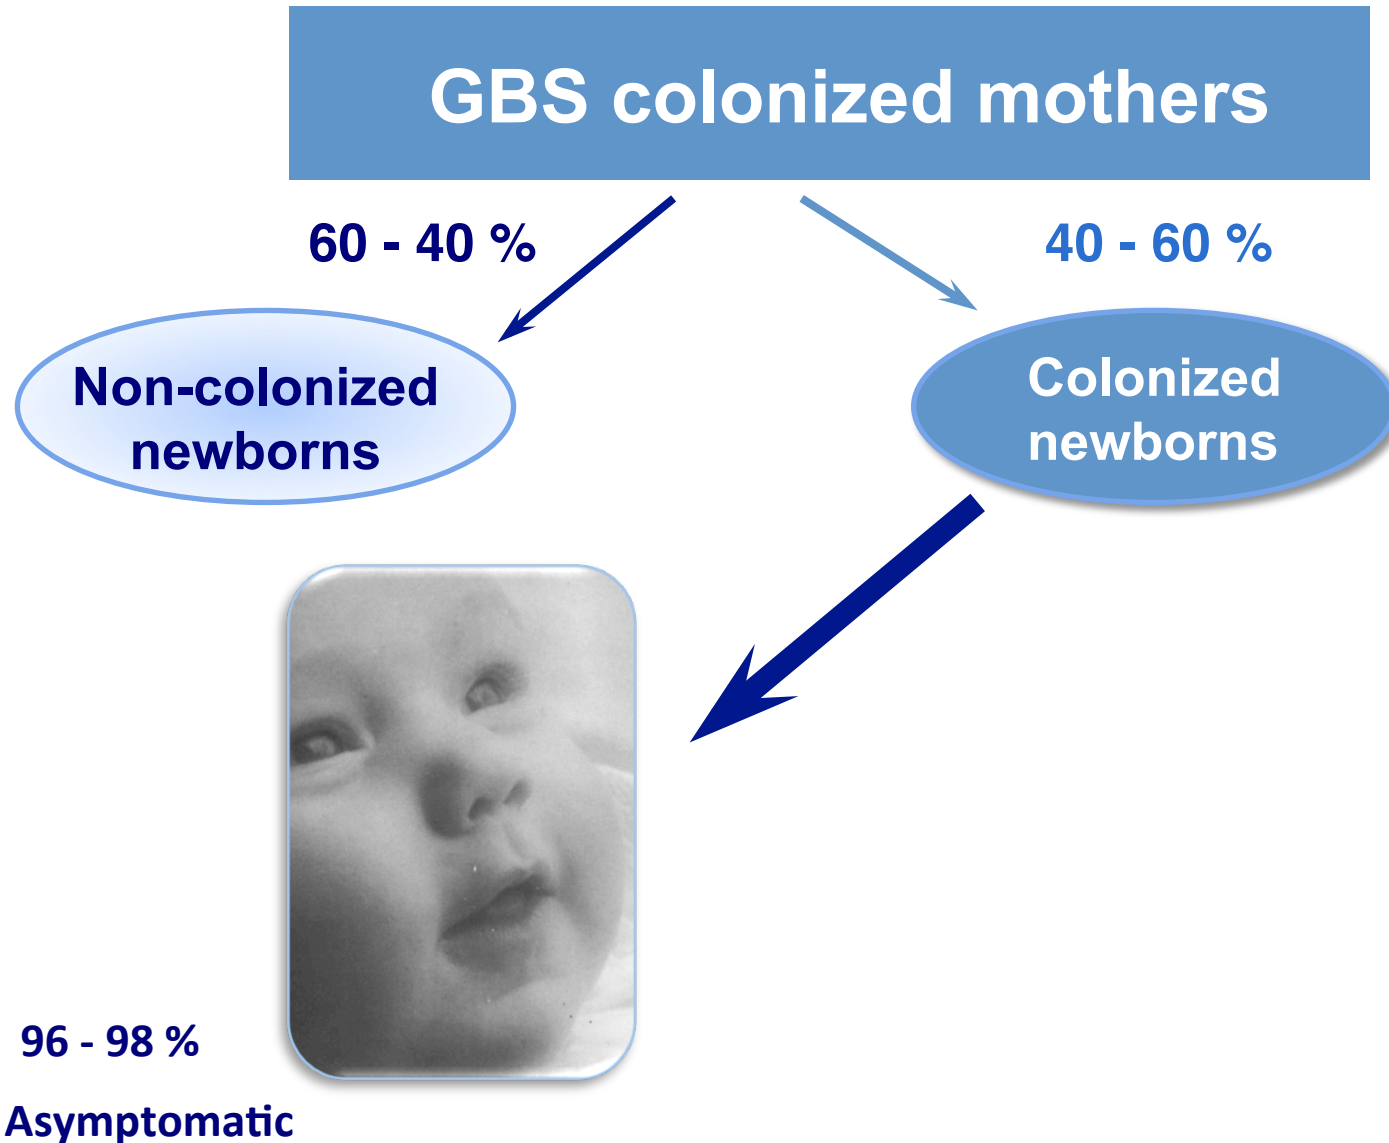 GBS colonized mothers
60 - 40 %
40 - 60 %
Non-colonized
newborns
Colonized
newborns
96 - 98 %
Asymptomatic